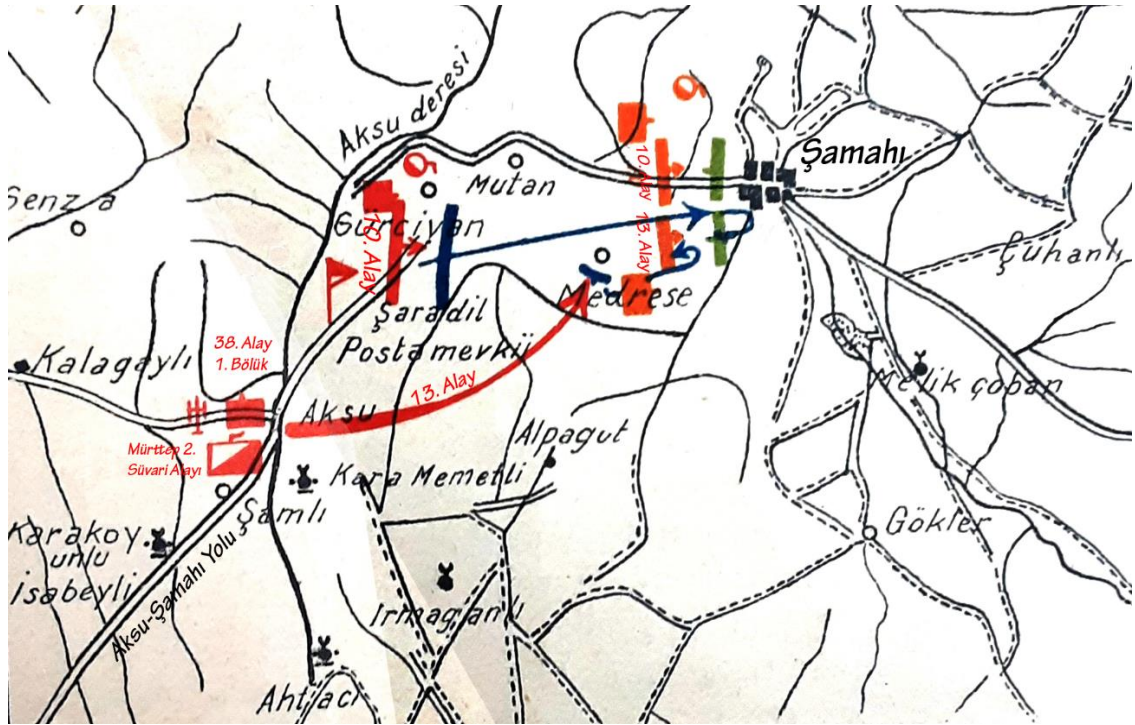 Aksu deresi
Şamahı
10. Alay
13. Alay
Mutan
Senza
Gürciyan
10. Alay
Çuhanlı
Medrese
Şaradil
Postamevkii
38. Alay
1. Bölük
Kalagaylı
Melik çoban
13. Alay
Aksu
Alpagut
Mürttep 2.
Süvari Alayı
Kara Memetli
Şamlı
Gökler
Karakoy
unlu
isabeyli
Aksu-Şamahı Yolu
Irmaganlı
Ahtlacı